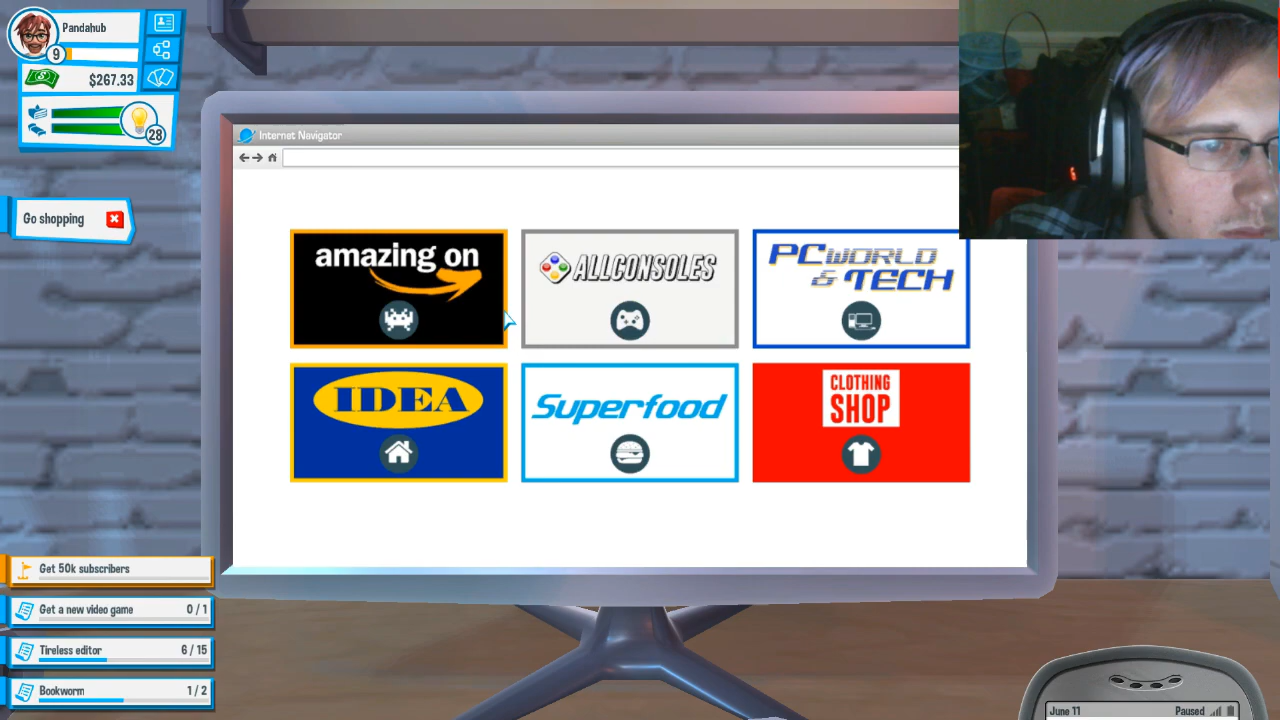 Pandahub
9
$267.33
28
Go shopping
Internet Navigator
amazing on
ALLCONSOLES
PC WORLD
& TECH
IDEA
Superfood
CLOTHING
SHOP
Get 50k subscribers
Get a new video game 0 / 1
Tireless editor 6 / 15
Bookworm 1 / 2
June 11 Paused